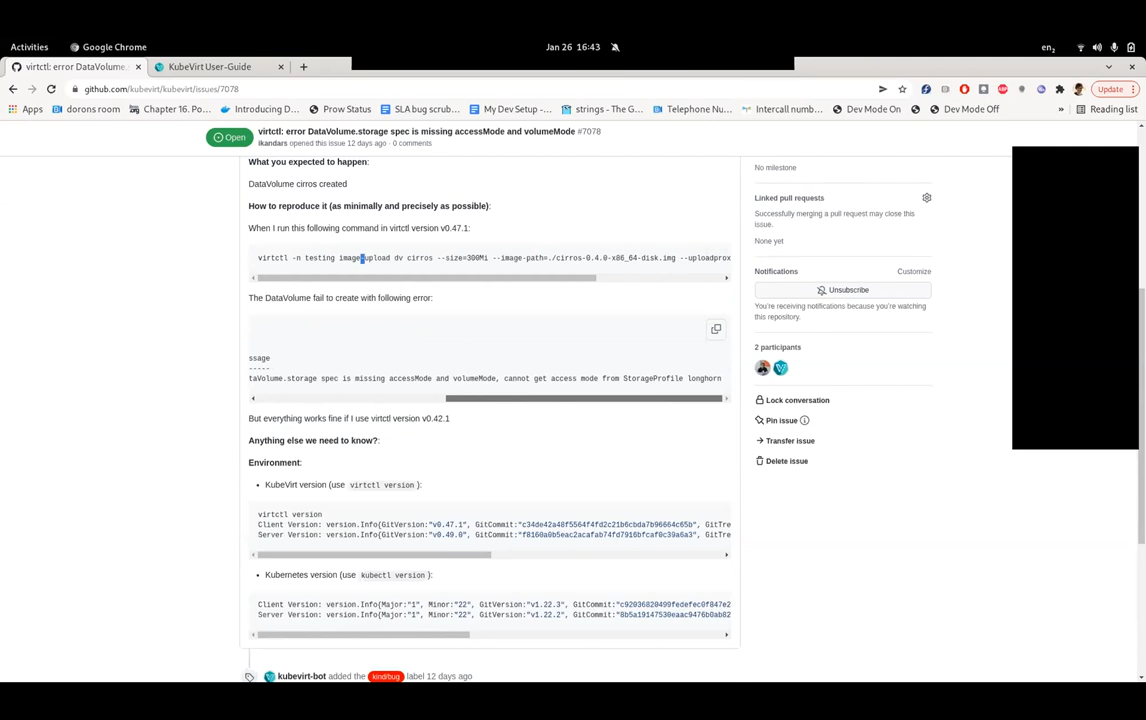 Activities
Google Chrome
Jan 26 16:43
en₂
virtctl: error DataVolume.
KubeVirt User-Guide
github.com/kubevirt/kubevirt/issues/7078
Update
Apps
dorons room
Chapter 16. Po...
Introducing D...
Prow Status
SLA bug scrub...
My Dev Setup -...
strings - The G...
Telephone Nu...
Intercall numb...
Dev Mode On
Dev Mode Off
»
Reading list
Open
virtctl: error DataVolume.storage spec is missing accessMode and volumeMode #7078
ikandars opened this issue 12 days ago · 0 comments
What you expected to happen:
DataVolume cirros created
How to reproduce it (as minimally and precisely as possible):
When I run this following command in virtctl version v0.47.1:
virtctl -n testing image-upload dv cirros --size=300Mi --image-path=./cirros-0.4.0-x86_64-disk.img --uploadprox
The DataVolume fail to create with following error:
ssage
-----
taVolume.storage spec is missing accessMode and volumeMode, cannot get access mode from StorageProfile longhorn
But everything works fine if I use virtctl version v0.42.1
Anything else we need to know?:
Environment:
• KubeVirt version (use virtctl version ):
virtctl version
Client Version: version.Info{GitVersion:"v0.47.1", GitCommit:"c34de42a48f5564f4fd2c21b6cbda7b96664c65b", GitTre
Server Version: version.Info{GitVersion:"v0.49.0", GitCommit:"f8160a0b5eac2acafab74fd7916bfcaf0c39a6a3", GitTre
• Kubernetes version (use kubectl version ):
Client Version: version.Info{Major:"1", Minor:"22", GitVersion:"v1.22.3", GitCommit:"c92036820499fedefec0f847e2
Server Version: version.Info{Major:"1", Minor:"22", GitVersion:"v1.22.2", GitCommit:"8b5a19147530eaac9476b0ab82
kubevirt-bot added the kind/bug label 12 days ago
No milestone
Linked pull requests
Successfully merging a pull request may close this
issue.
None yet
Notifications
Customize
Unsubscribe
You're receiving notifications because you're watching
this repository.
2 participants
Lock conversation
Pin issue
Transfer issue
Delete issue